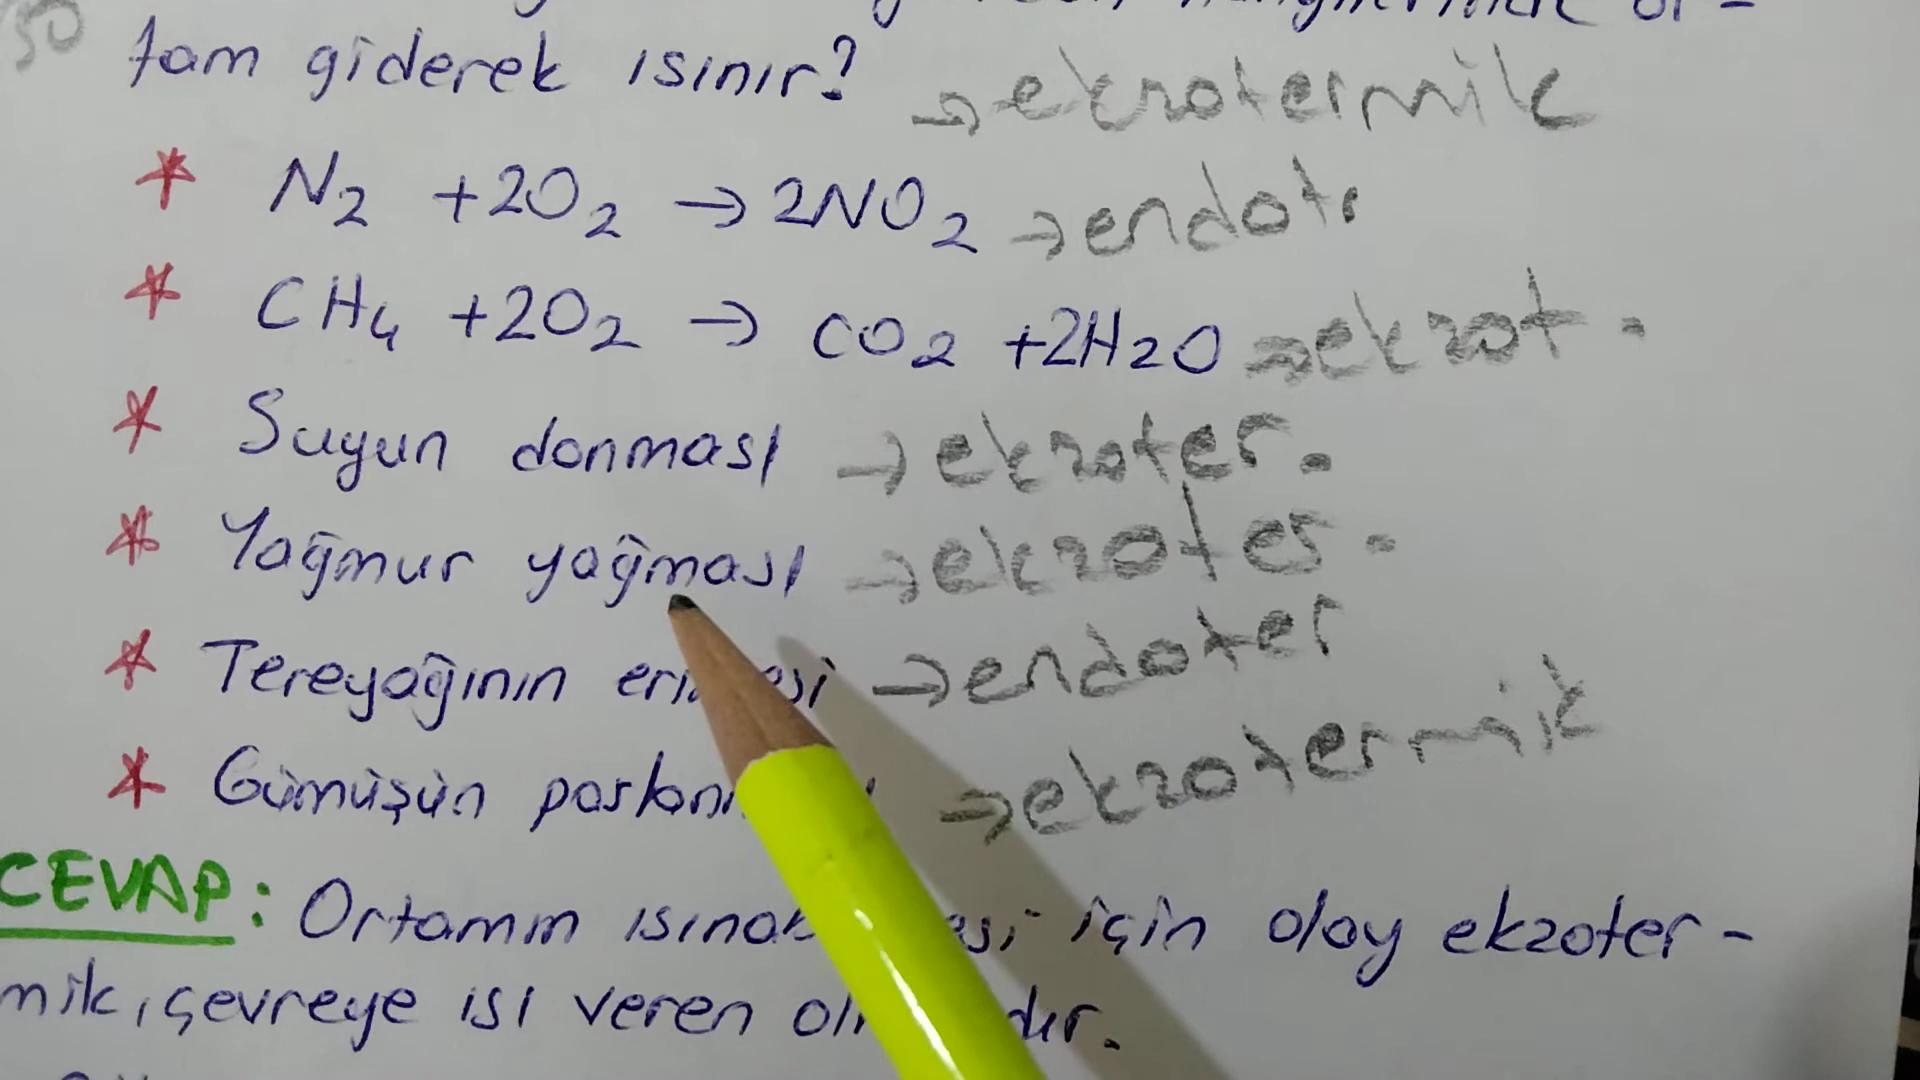 50
tam giderek ısınır? → ekzotermik
* N2 +2O2 → 2NO2 → endot.
* CH4 +2O2 → CO2 +2H2O → ekzot.
* Suyun donması → ekzoter.
* Yağmur yağması → ekzoter.
* Tereyağının → endoter
* Gümüşün → ekzotermik
CEVAP: Ortamın için olay ekzoter-
mik, çevreye ısı veren